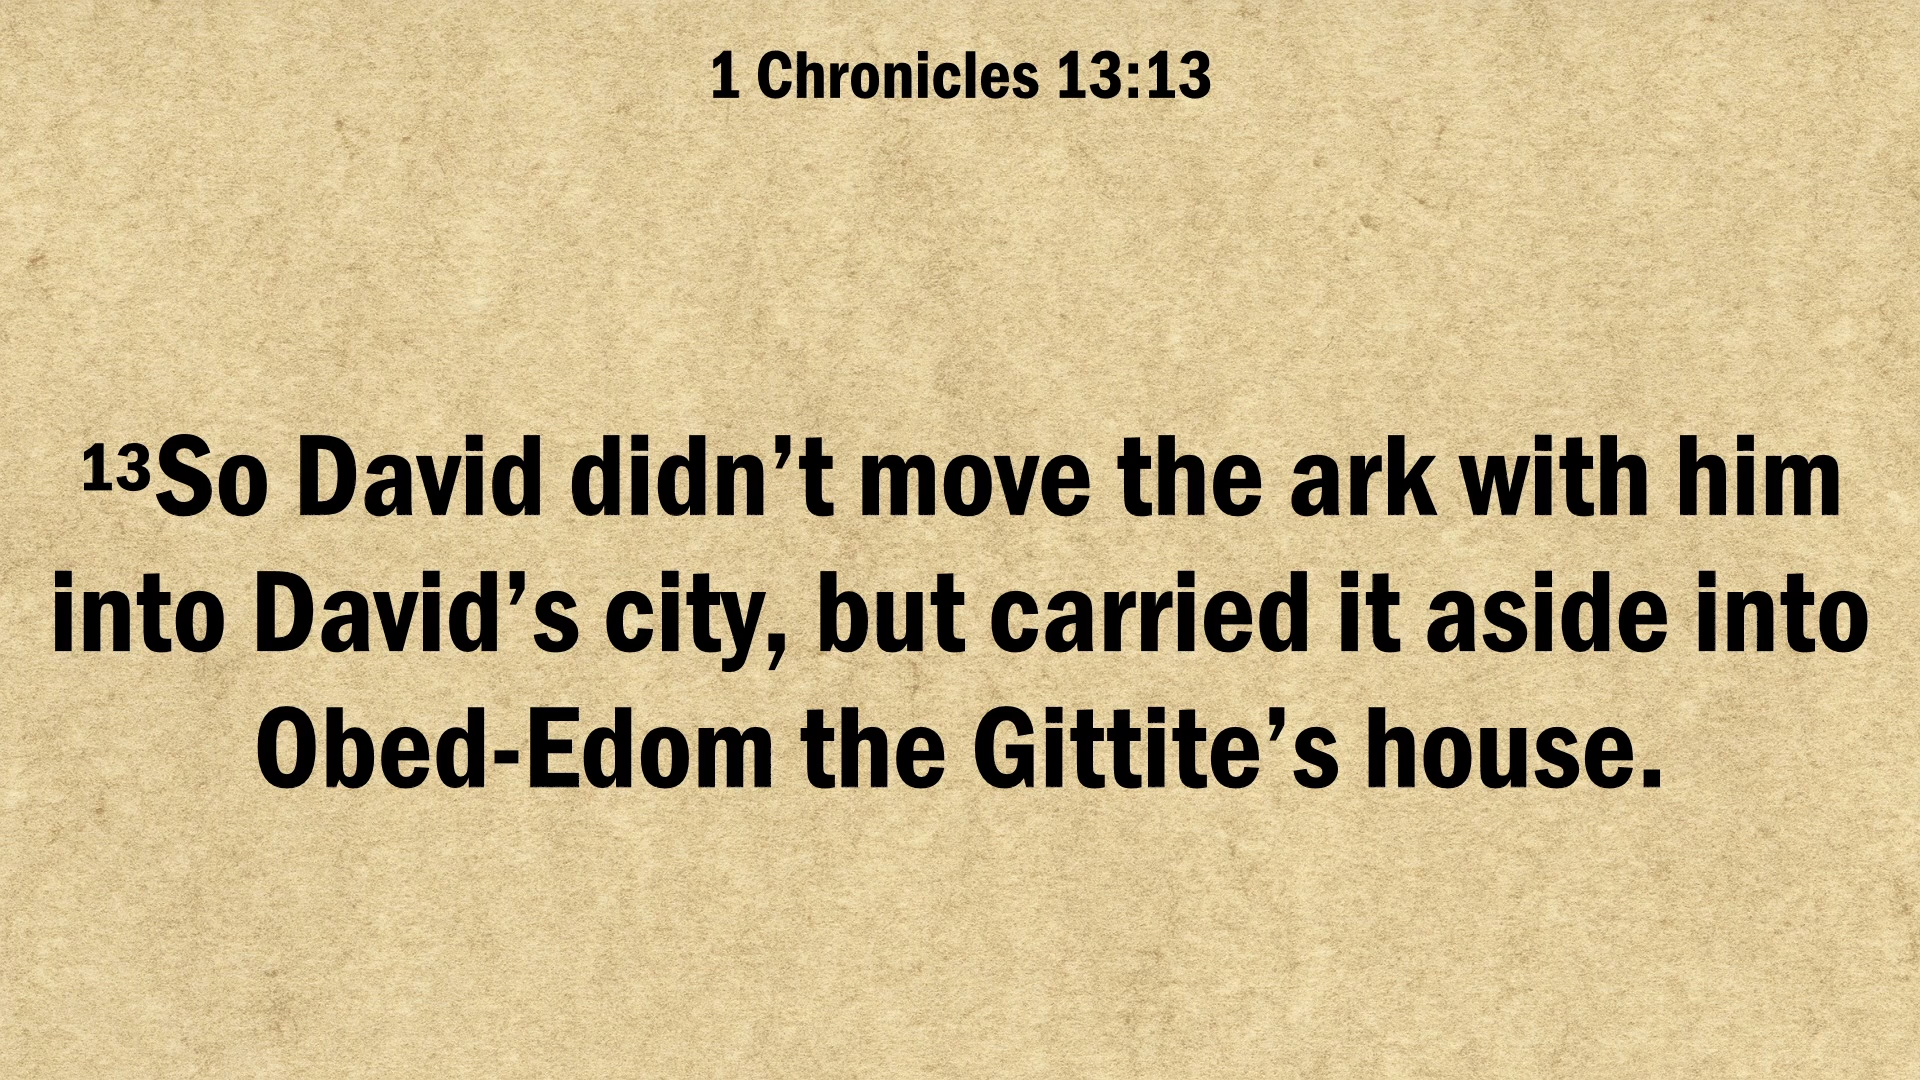 1 Chronicles 13:13
¹³So David didn’t move the ark with him
into David’s city, but carried it aside into
Obed-Edom the Gittite’s house.